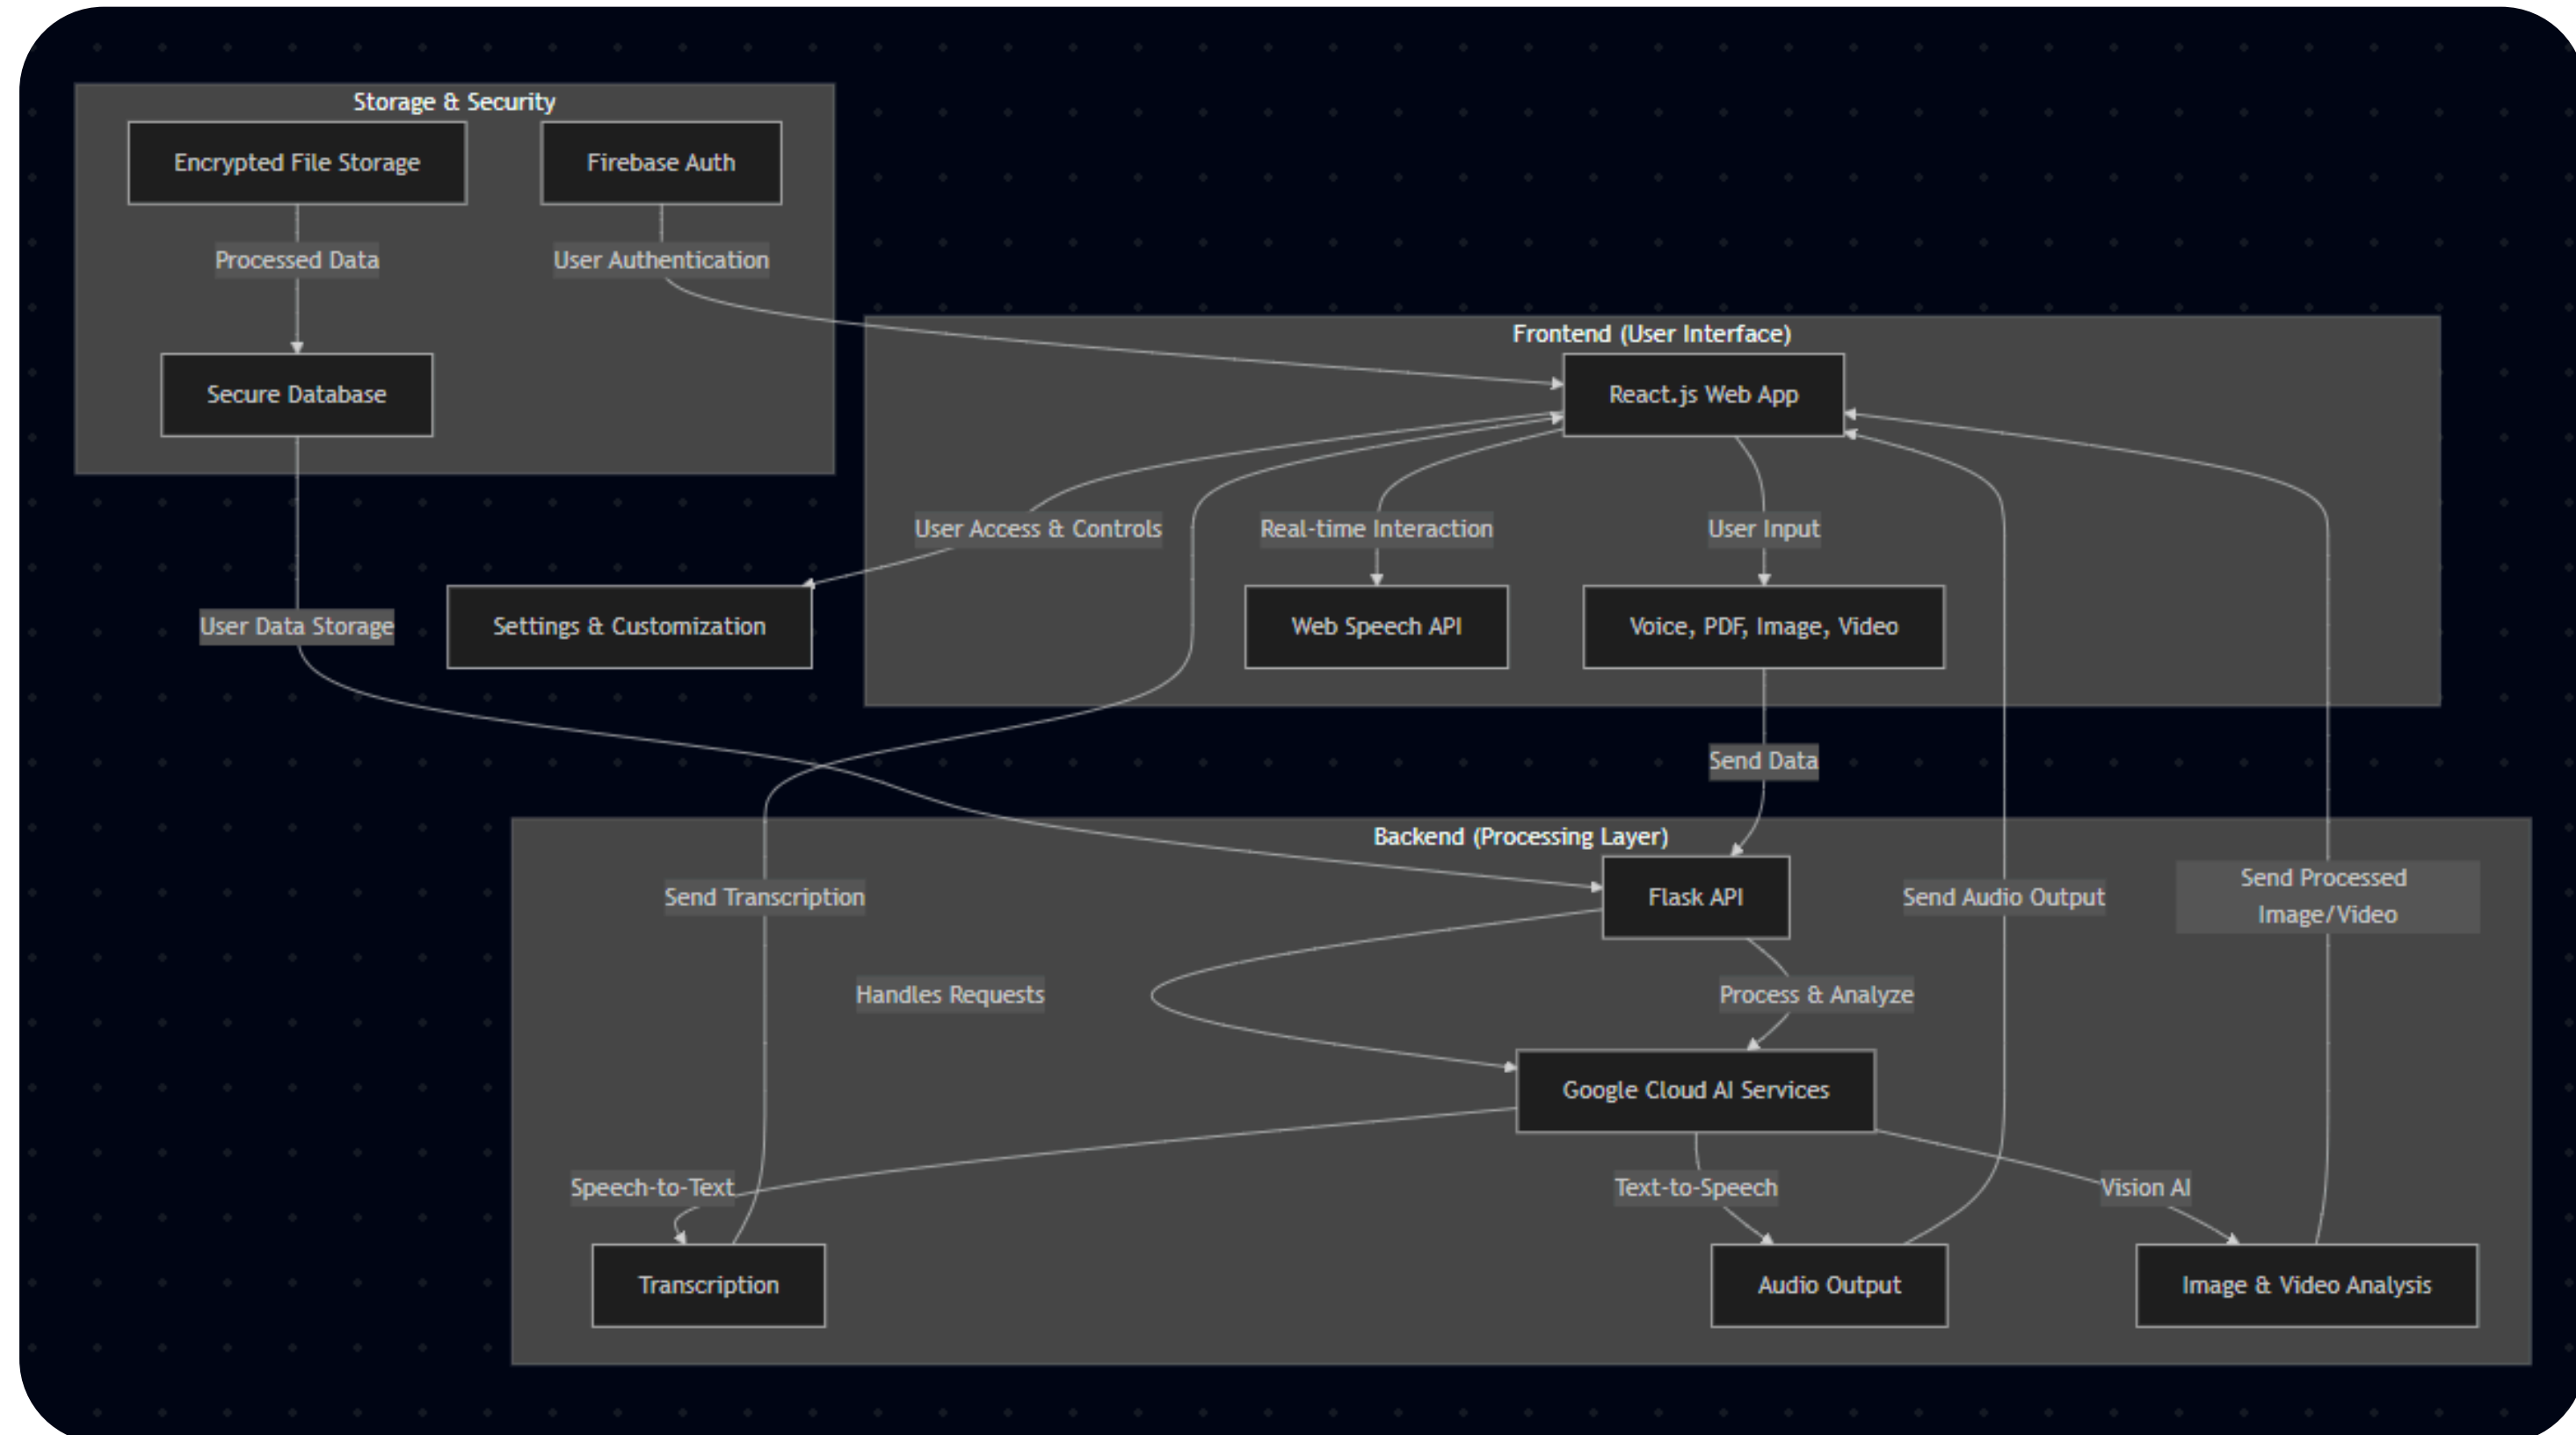 Storage & Security
Encrypted File Storage
Firebase Auth
Processed Data
User Authentication
Secure Database
Frontend (User Interface)
React.js Web App
User Access & Controls
Real-time Interaction
User Input
User Data Storage
Settings & Customization
Web Speech API
Voice, PDF, Image, Video
Send Data
Backend (Processing Layer)
Send Transcription
Flask API
Send Audio Output
Send Processed
Image/Video
Handles Requests
Process & Analyze
Google Cloud AI Services
Speech-to-Text
Text-to-Speech
Vision AI
Transcription
Audio Output
Image & Video Analysis